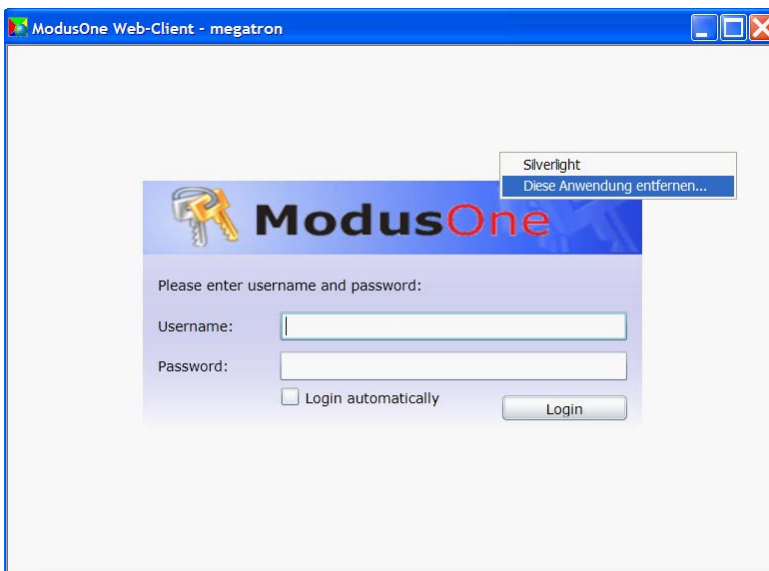 ModusOne Web-Client - megatron
Silverlight
Diese Anwendung entfernen...
ModusOne
Please enter username and password:
Username:
Password:
Login automatically
Login